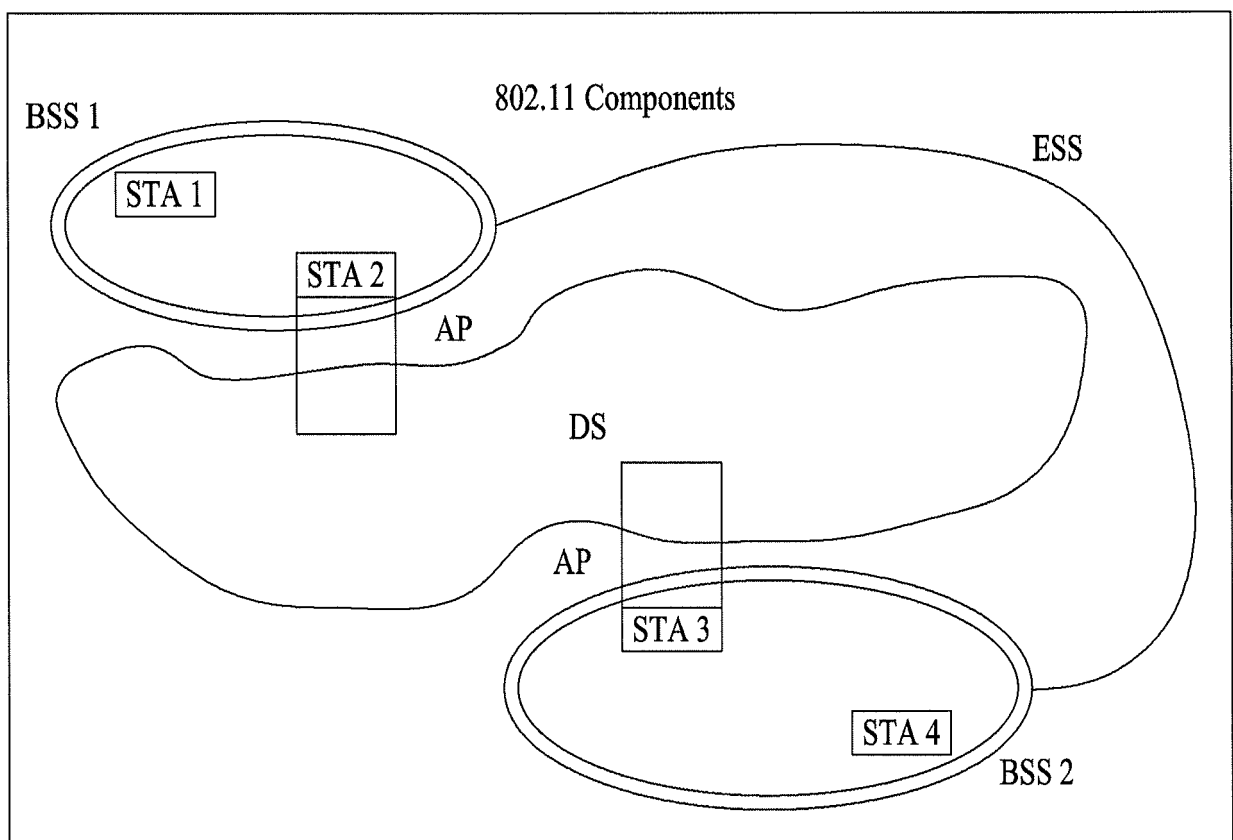 802.11 Components
BSS 1
ESS
STA 1
STA 2
AP
DS
AP
STA 3
STA 4
BSS 2